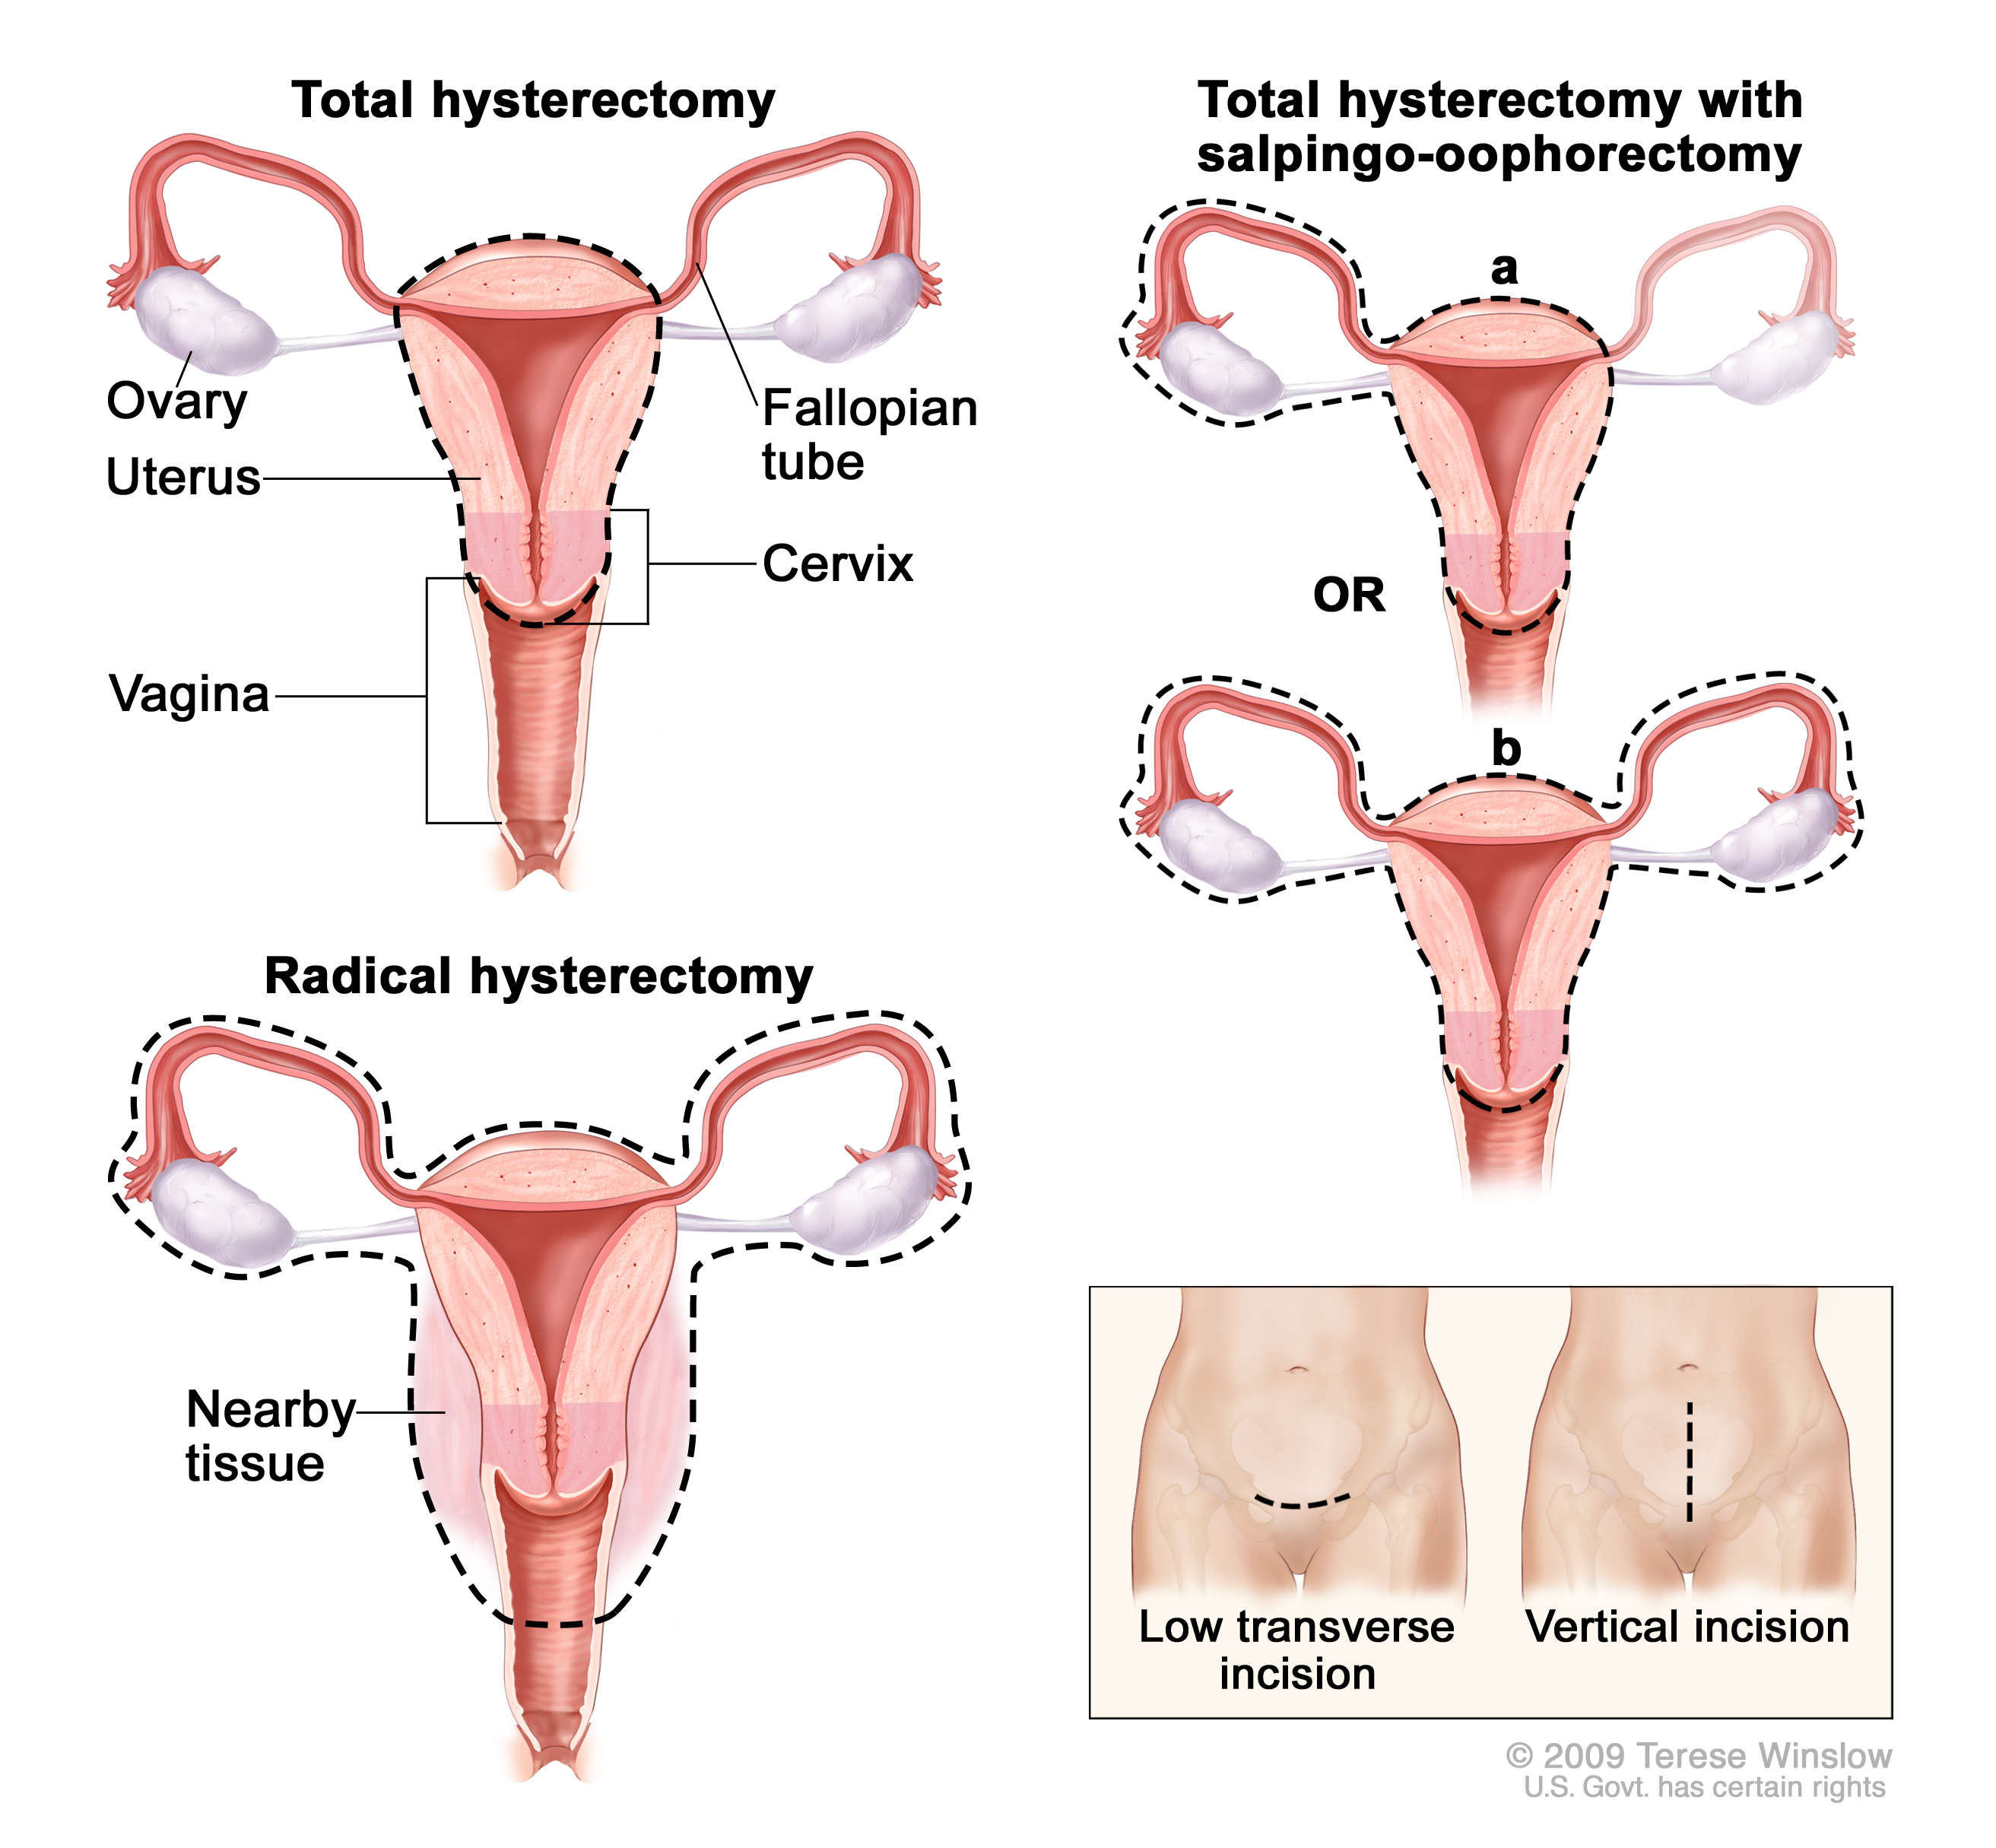 Total hysterectomy
Ovary
Uterus
Fallopian
tube
Cervix
Vagina
Total hysterectomy with
salpingo-oophorectomy
a
OR
b
Radical hysterectomy
Nearby
tissue
Low transverse
incision
Vertical incision
© 2009 Terese Winslow
U.S. Govt. has certain rights